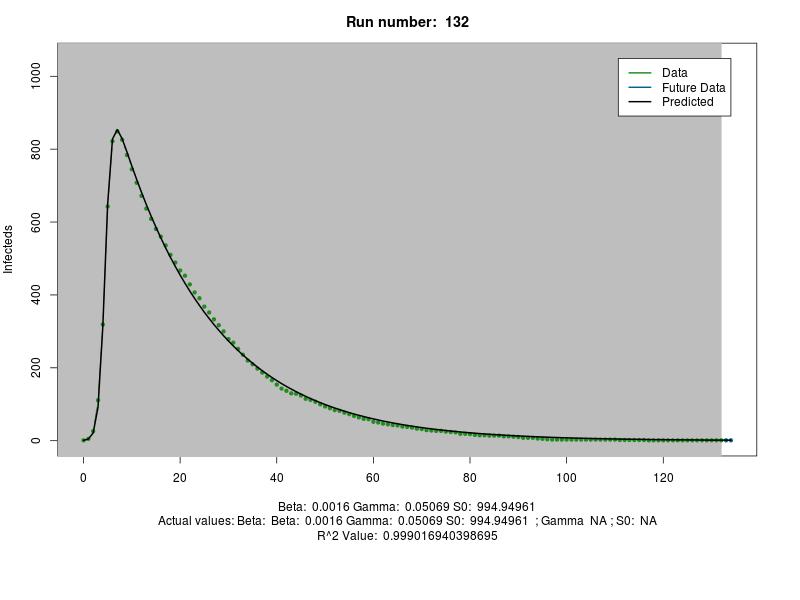 Run number: 132
Data
Future Data
Predicted
Infecteds
1000
800
600
400
200
0
0 20 40 60 80 100 120
Beta: 0.0016 Gamma: 0.05069 S0: 994.94961
Actual values: Beta: Beta: 0.0016 Gamma: 0.05069 S0: 994.94961 ; Gamma NA ; S0: NA
R^2 Value: 0.999016940398695